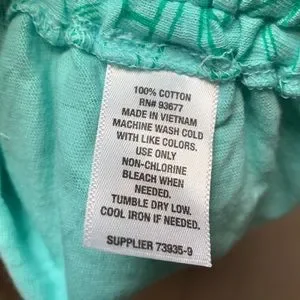 100% COTTON
RN# 93677
MADE IN VIETNAM
MACHINE WASH COLD
WITH LIKE COLORS.
USE ONLY
NON-CHLORINE
BLEACH WHEN
NEEDED.
TUMBLE DRY LOW.
COOL IRON IF NEEDED.
SUPPLIER 73935-9